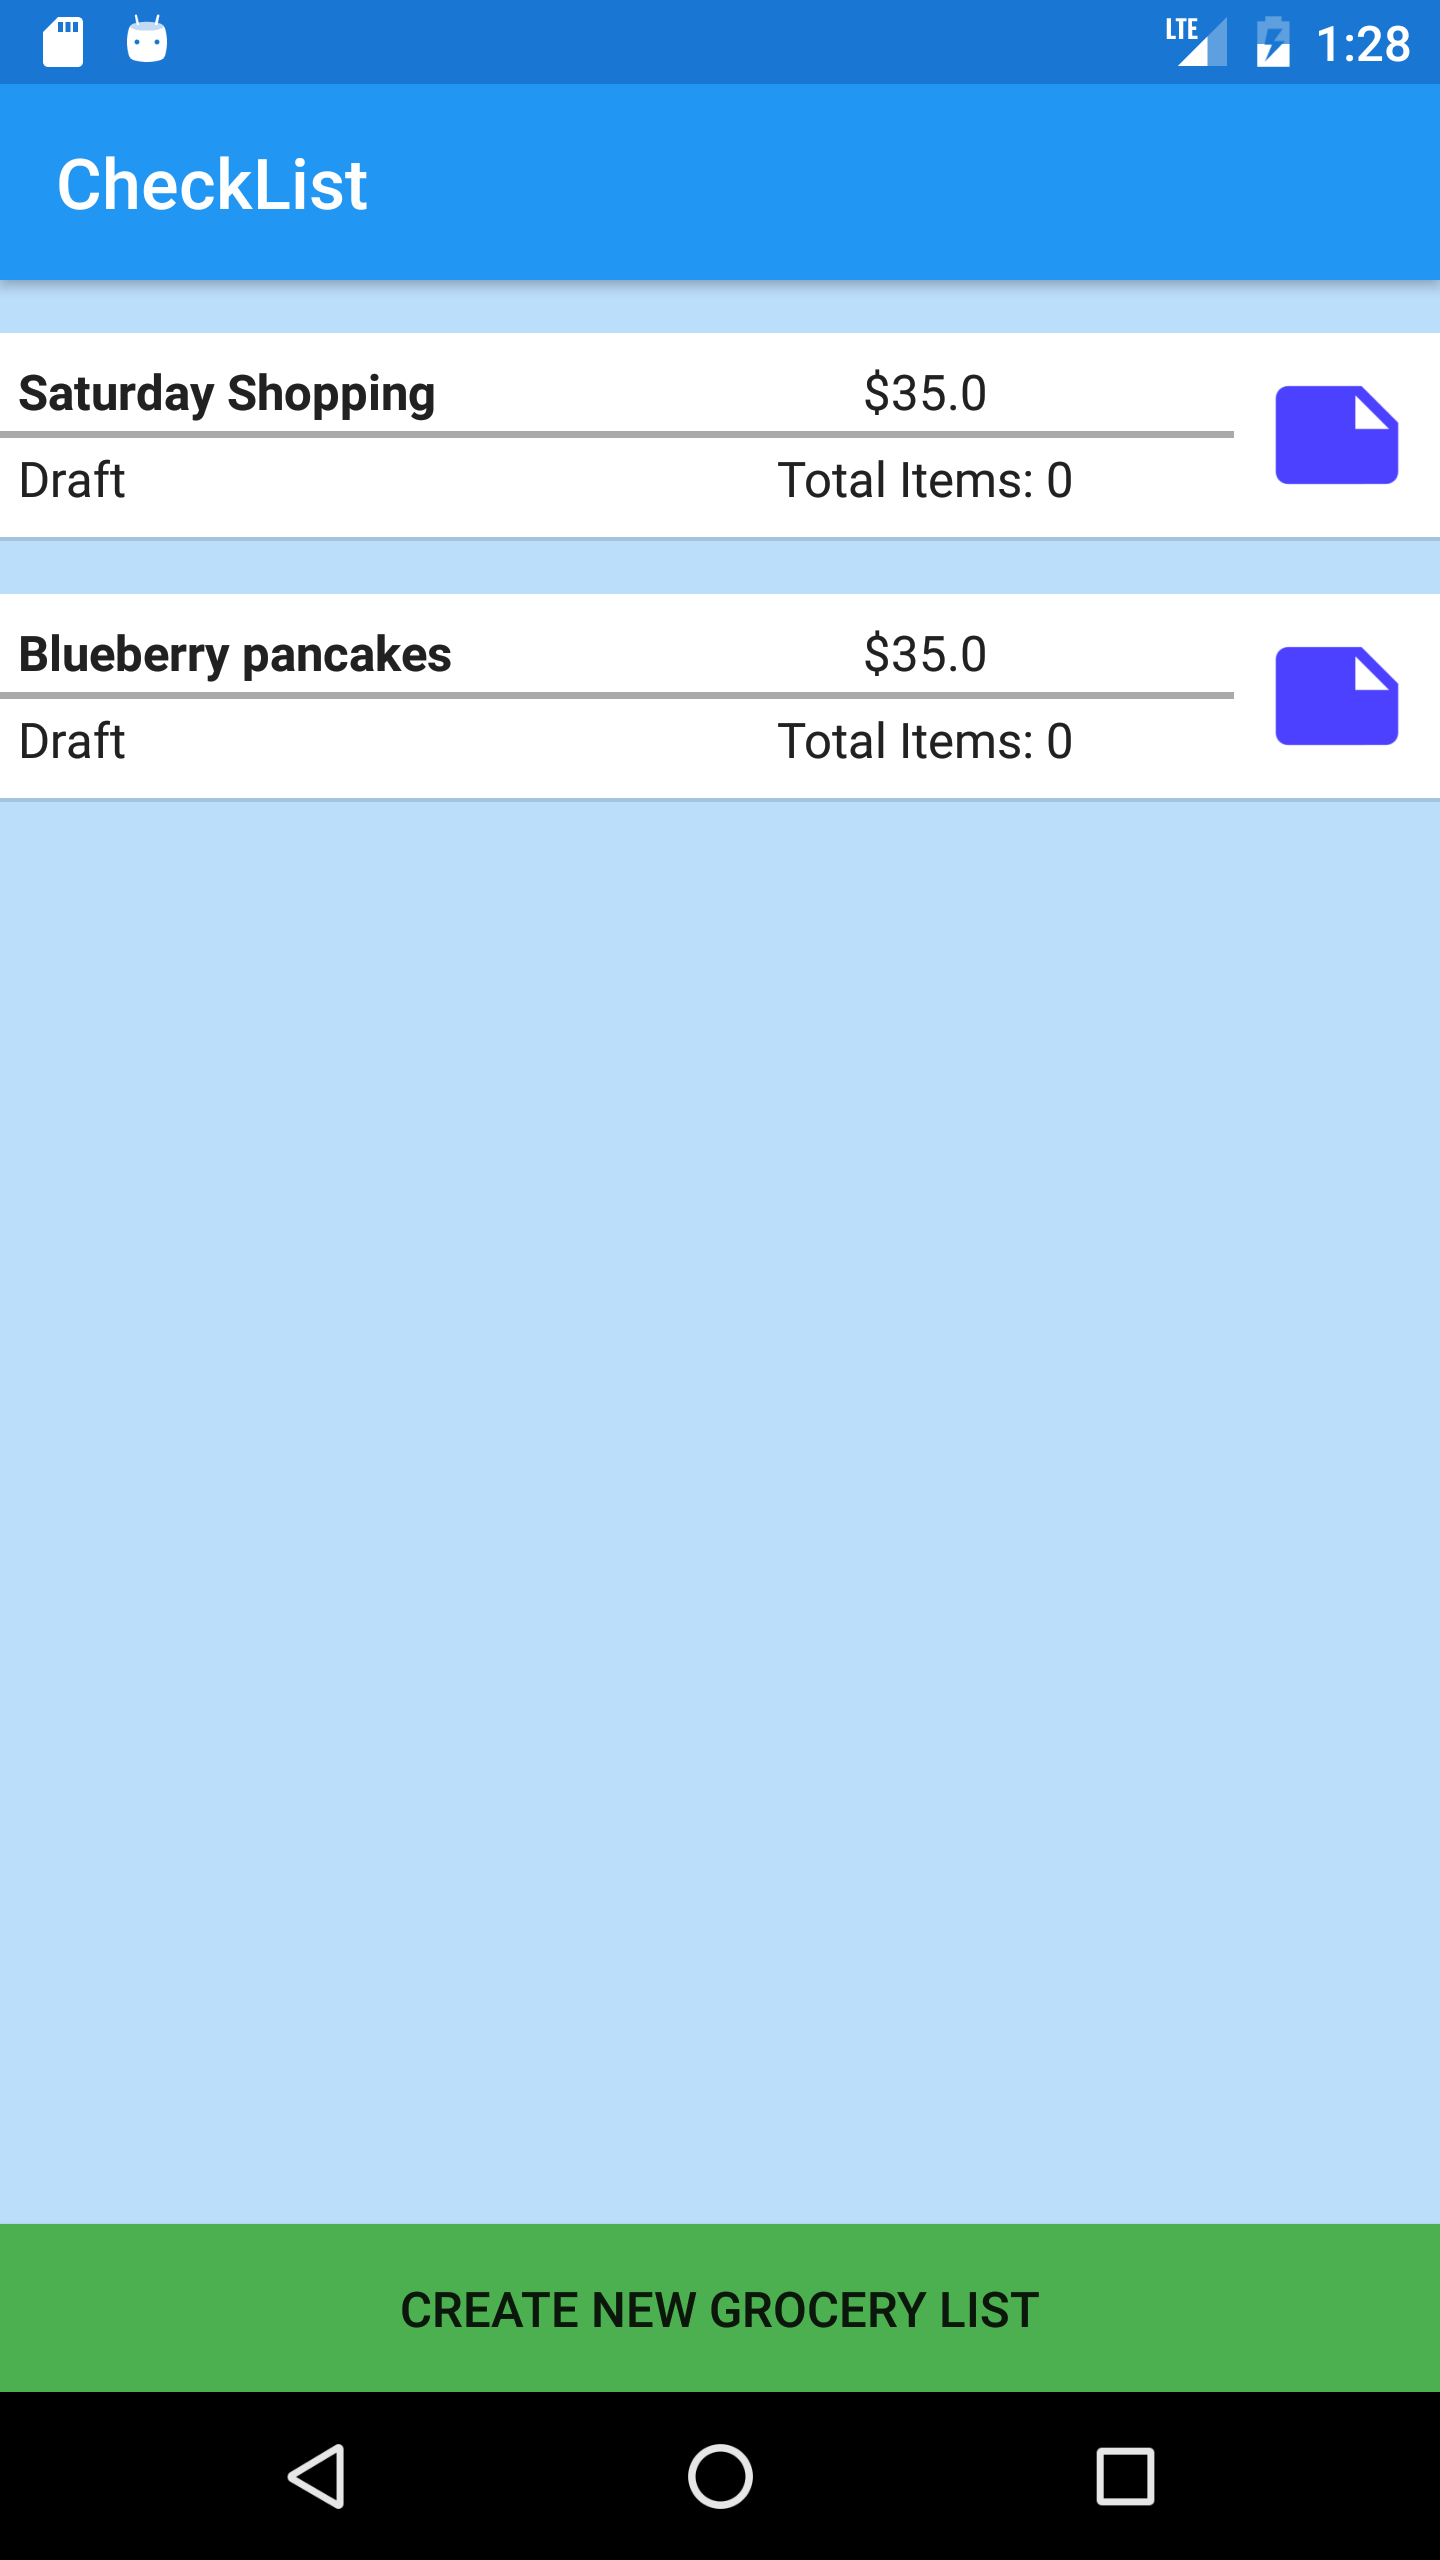 LTE 1:28
CheckList
Saturday Shopping $35.0
Draft Total Items: 0
Blueberry pancakes $35.0
Draft Total Items: 0
CREATE NEW GROCERY LIST